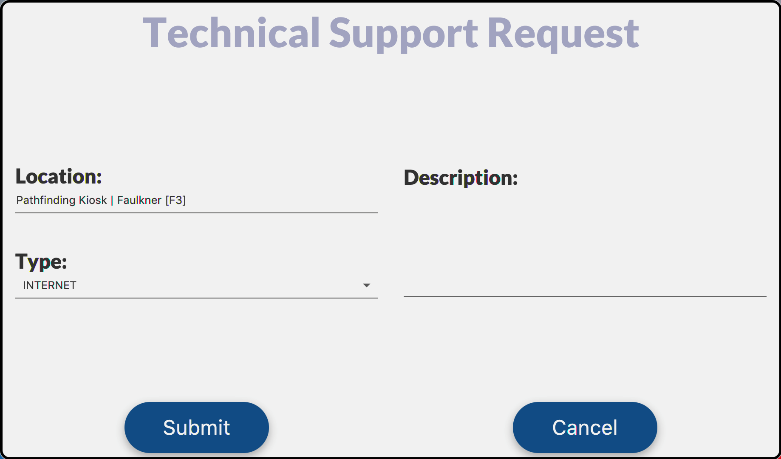 Technical Support Request
Location:
Pathfinding Kiosk | Faulkner [F3]
Type:
INTERNET
Description:
Submit
Cancel